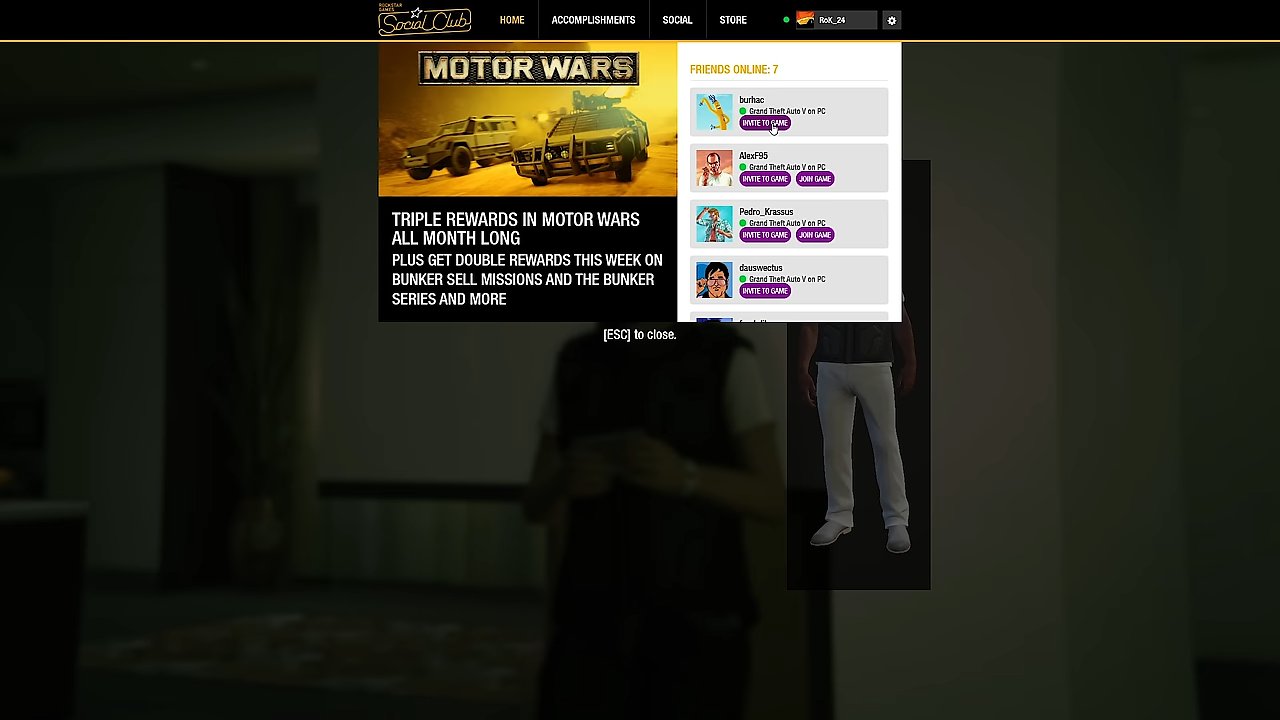 ROCKSTAR
GAMES
Social Club
HOME
ACCOMPLISHMENTS
SOCIAL
STORE
RoK_24
MOTOR WARS
TRIPLE REWARDS IN MOTOR WARS
ALL MONTH LONG
PLUS GET DOUBLE REWARDS THIS WEEK ON
BUNKER SELL MISSIONS AND THE BUNKER
SERIES AND MORE
FRIENDS ONLINE: 7
burhac
Grand Theft Auto V on PC
INVITE TO GAME
AlexF95
Grand Theft Auto V on PC
INVITE TO GAME JOIN GAME
Pedro_Krassus
Grand Theft Auto V on PC
INVITE TO GAME JOIN GAME
dauswectus
Grand Theft Auto V on PC
INVITE TO GAME
[ESC] to close.